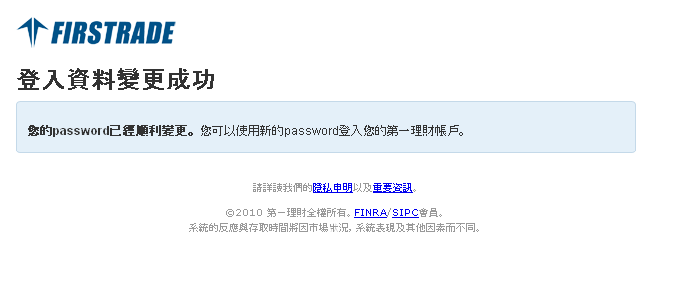 FIRSTRADE
登入資料變更成功
您的password已經順利變更。您可以使用新的password登入您的第一理財帳戶。
請詳讀我們的隱私申明以及重要資訊。
©2010 第一理財全權所有。FINRA/SIPC會員。
系統的反應與存取時間將因市場狀況, 系統表現及其他因素而不同。